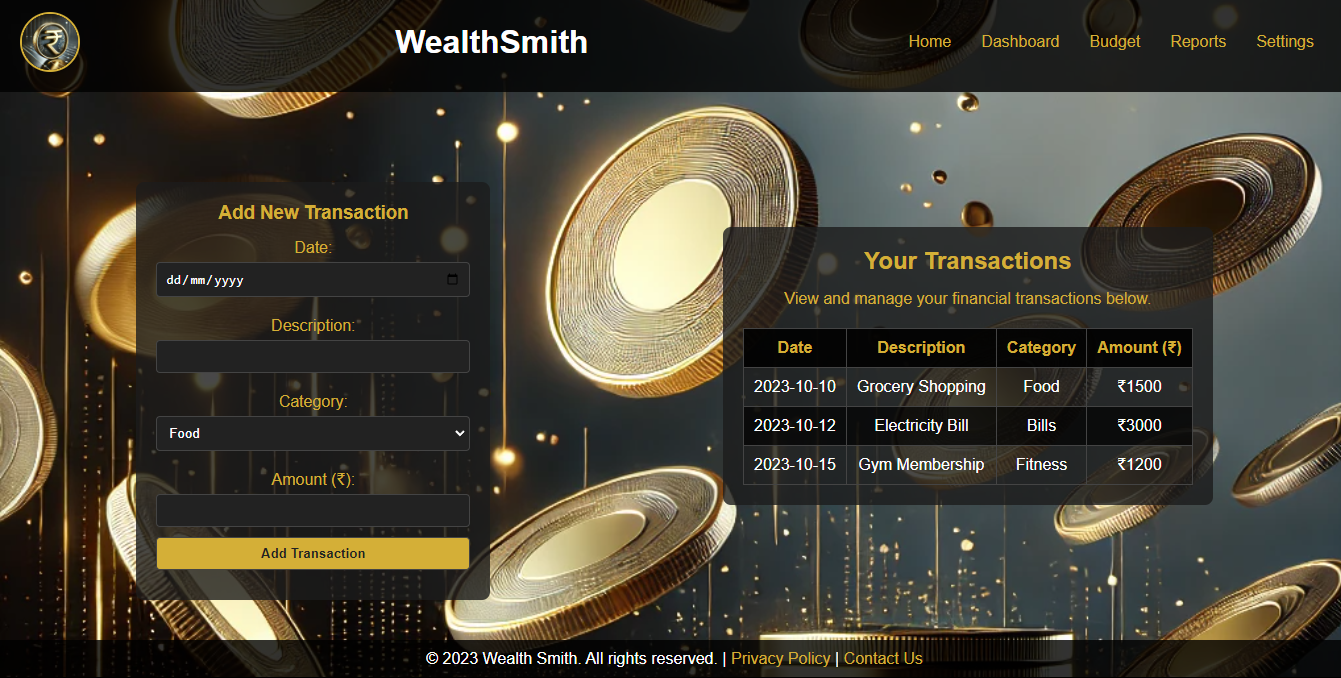 ₹
WealthSmith
Home Dashboard Budget Reports Settings
Add New Transaction
Date:
dd/mm/yyyy
Description:
Category:
Food
Amount (₹):
Add Transaction
Your Transactions
View and manage your financial transactions below.
Date Description Category Amount (₹)
2023-10-10 Grocery Shopping Food ₹1500
2023-10-12 Electricity Bill Bills ₹3000
2023-10-15 Gym Membership Fitness ₹1200
© 2023 Wealth Smith. All rights reserved. | Privacy Policy | Contact Us